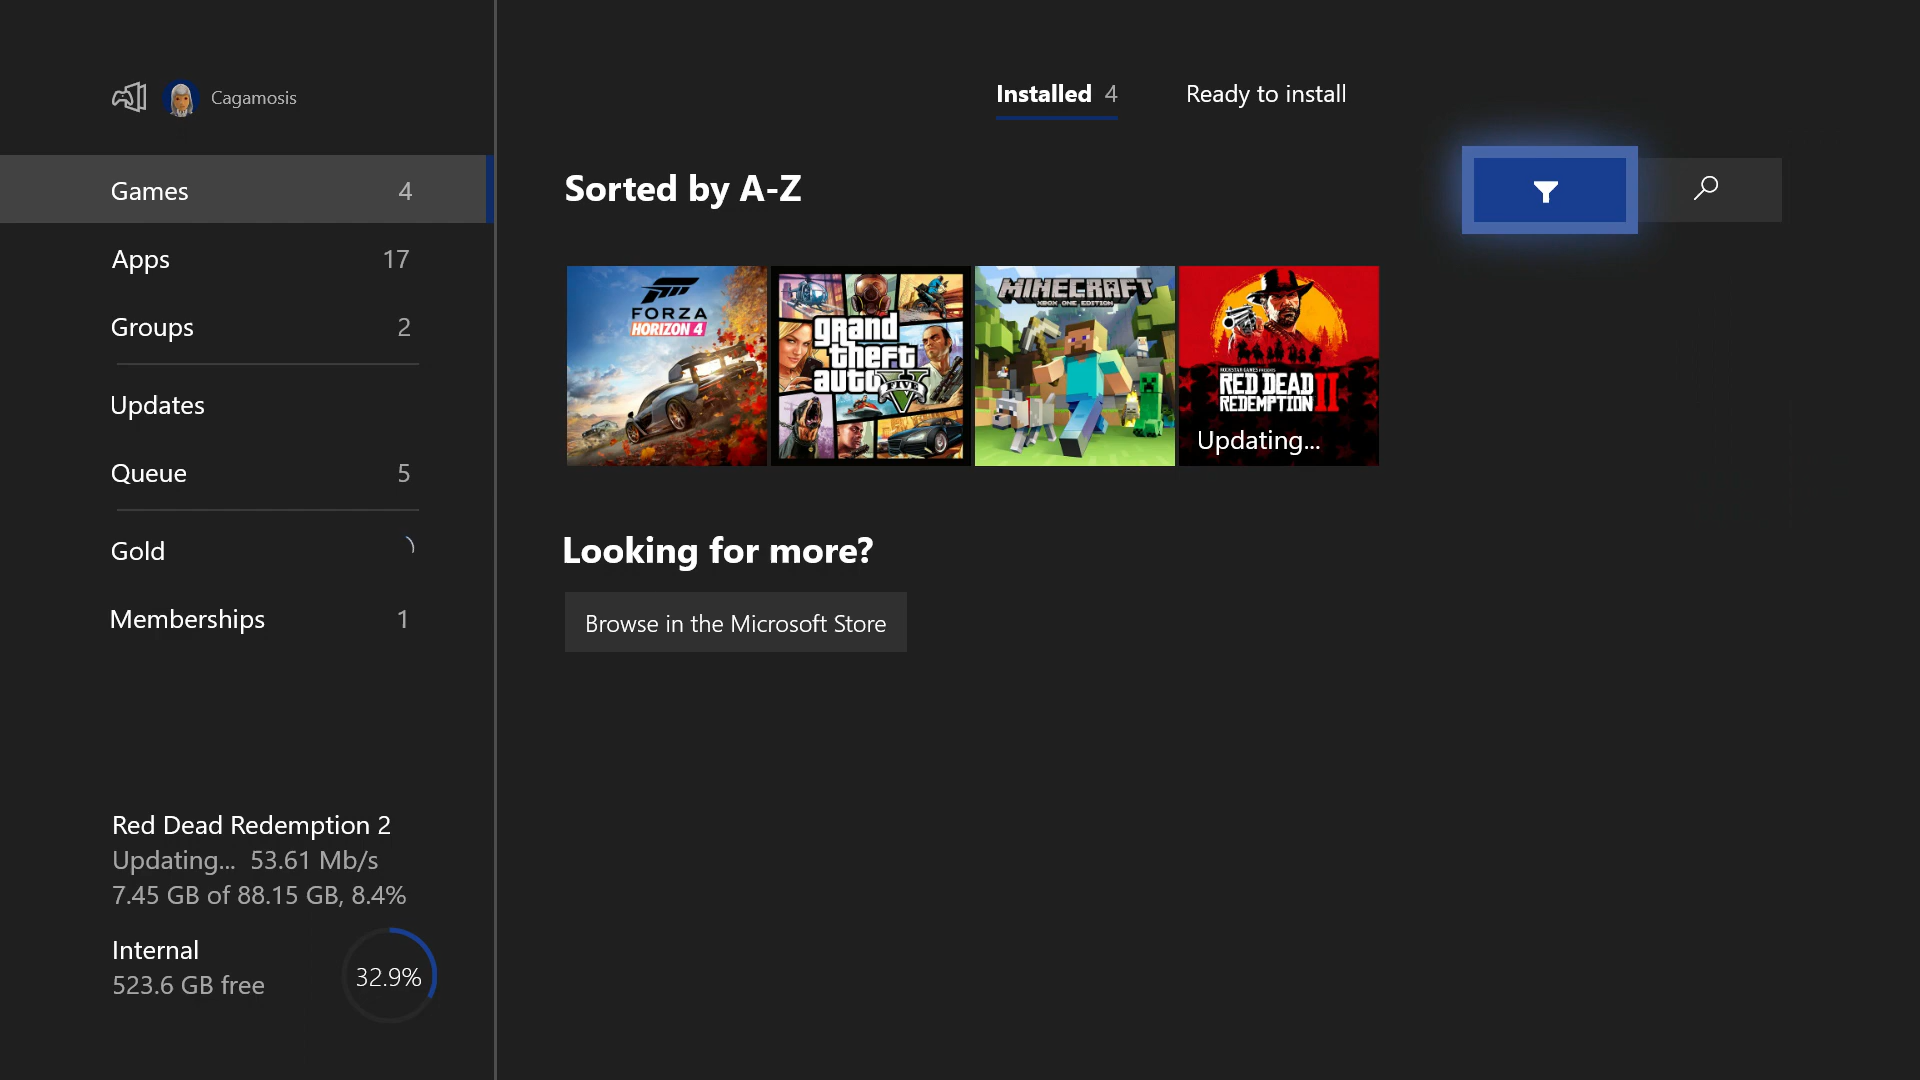 Cagamosis
Games 4
Apps 17
Groups 2
Updates
Queue 5
Gold
Memberships 1
Red Dead Redemption 2
Updating... 53.61 Mb/s
7.45 GB of 88.15 GB, 8.4%
Internal
523.6 GB free
32.9%
Installed 4
Ready to install
Sorted by A-Z
FORZA
HORIZON 4
grand
theft
auto
FIVE
MINECRAFT
XBOX ONE EDITION
ROCKSTAR GAMES PRESENTS
RED DEAD
REDEMPTION II
Updating...
Looking for more?
Browse in the Microsoft Store